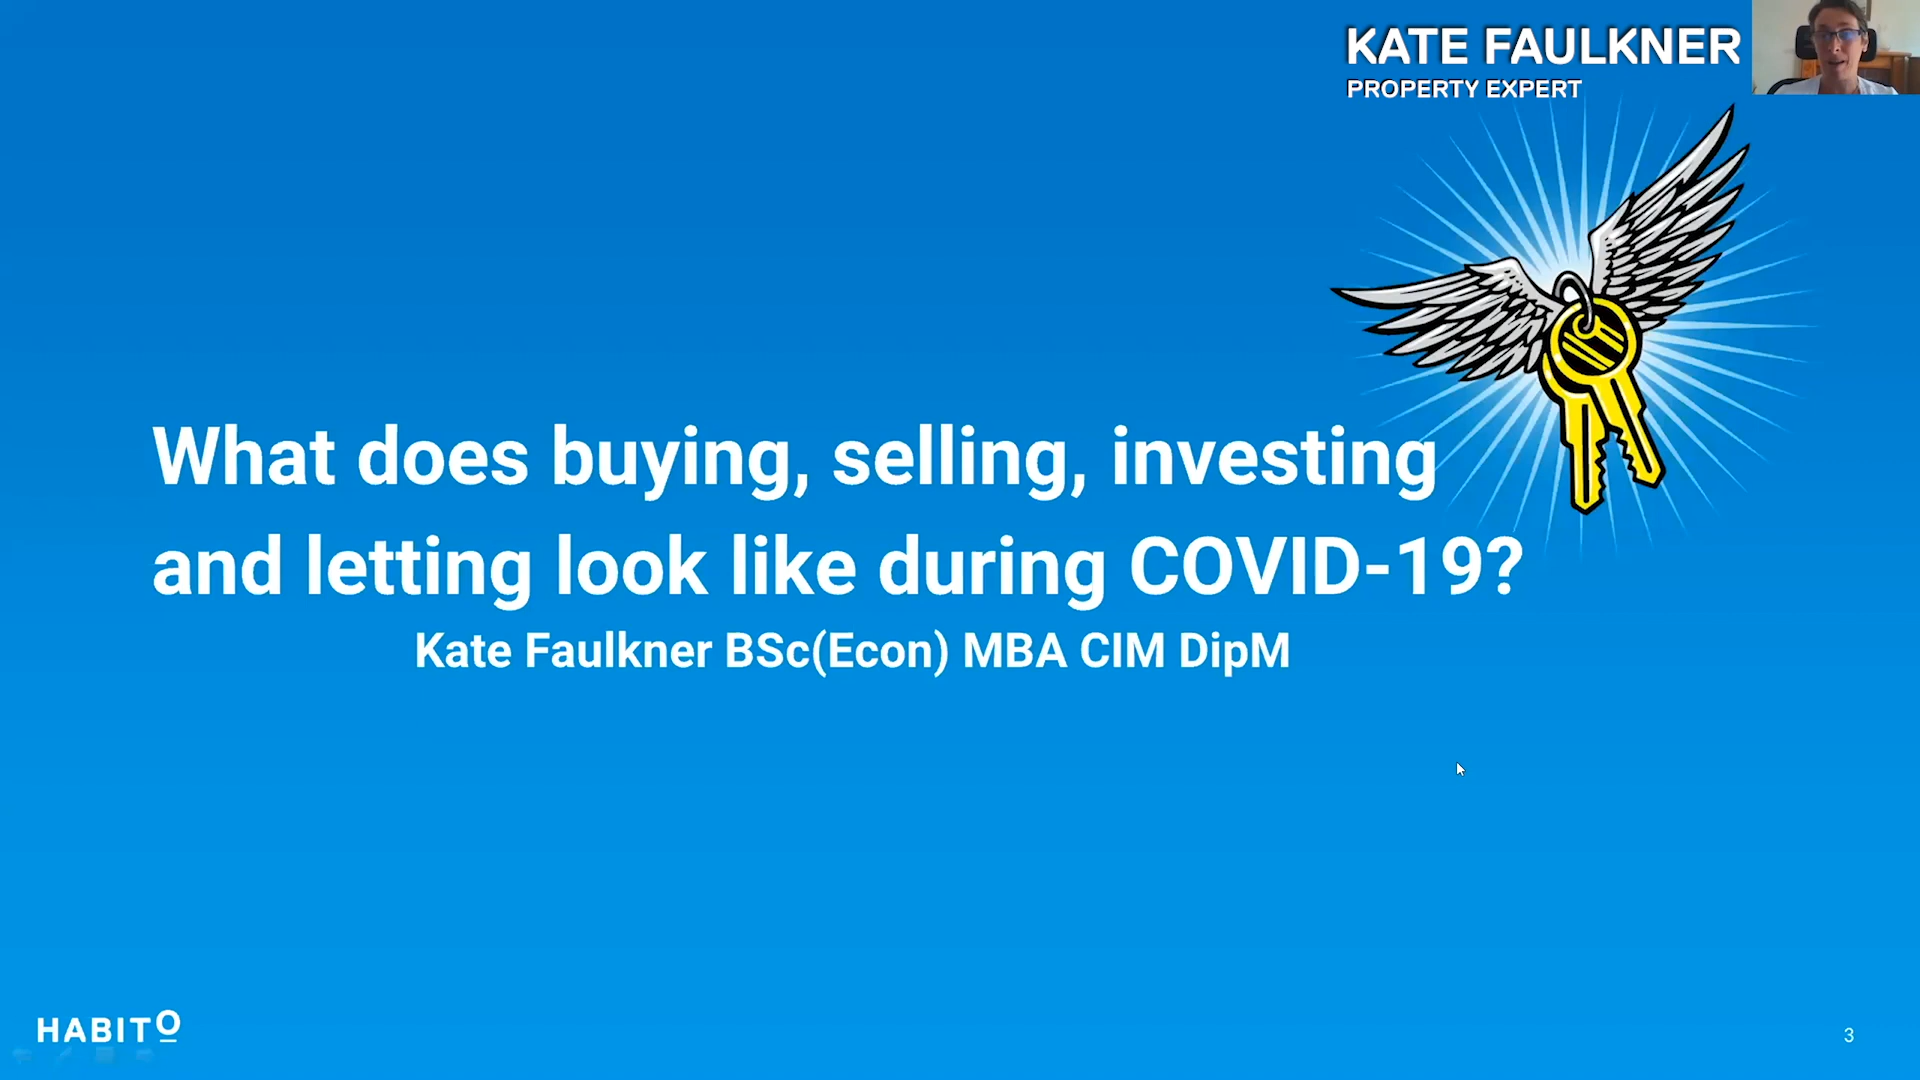 KATE FAULKNER
PROPERTY EXPERT
What does buying, selling, investing
and letting look like during COVID-19?
Kate Faulkner BSc(Econ) MBA CIM DipM
HABITO
3